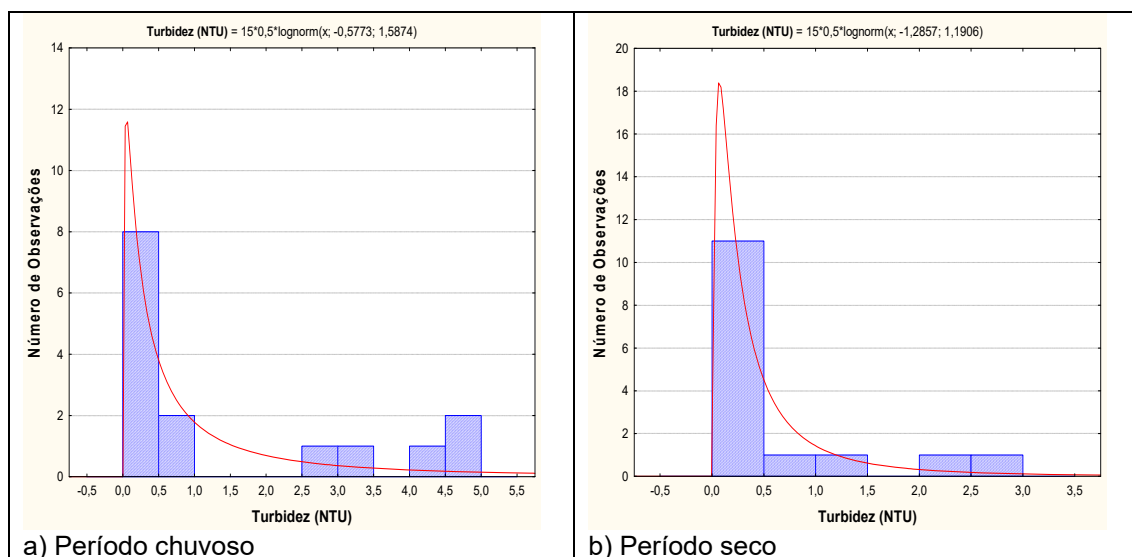 Turbidez (NTU) = 15*0,5*lognorm(x; -0,5773; 1,5874)
14
12
10
8
6
4
2
0
Número de Observações
-0,5 0,0 0,5 1,0 1,5 2,0 2,5 3,0 3,5 4,0 4,5 5,0 5,5
Turbidez (NTU)
a) Período chuvoso
Turbidez (NTU) = 15*0,5*lognorm(x; -1,2857; 1,1906)
20
18
16
14
12
10
8
6
4
2
0
Número de Observações
-0,5 0,0 0,5 1,0 1,5 2,0 2,5 3,0 3,5
Turbidez (NTU)
b) Período seco